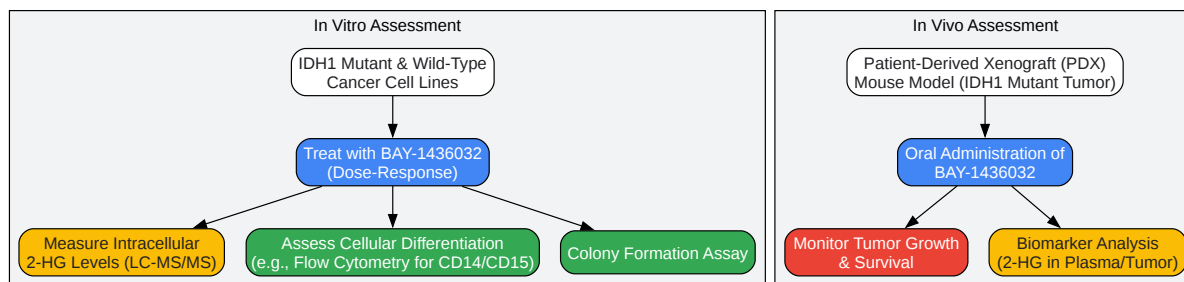 In Vitro Assessment
IDH1 Mutant & Wild-Type
Cancer Cell Lines
Treat with BAY-1436032
(Dose-Response)
Measure Intracellular
2-HG Levels (LC-MS/MS)
Assess Cellular Differentiation
(e.g., Flow Cytometry for CD14/CD15)
Colony Formation Assay
In Vivo Assessment
Patient-Derived Xenograft (PDX)
Mouse Model (IDH1 Mutant Tumor)
Oral Administration of
BAY-1436032
Monitor Tumor Growth
& Survival
Biomarker Analysis
(2-HG in Plasma/Tumor)